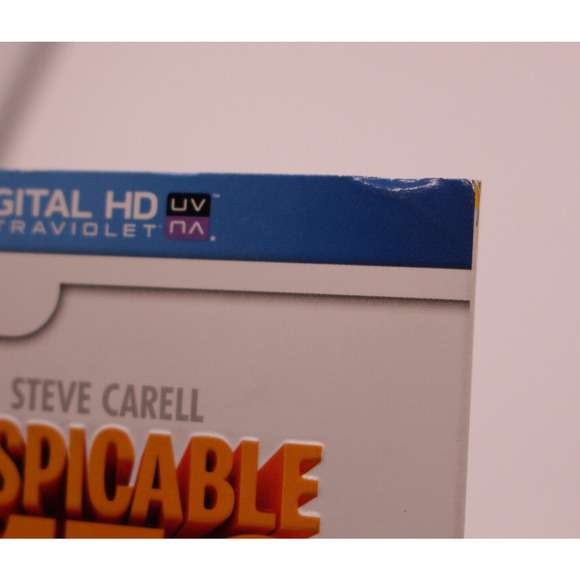 GITAL HD UV
TRAVIOLET
STEVE CARELL
SPICABLE